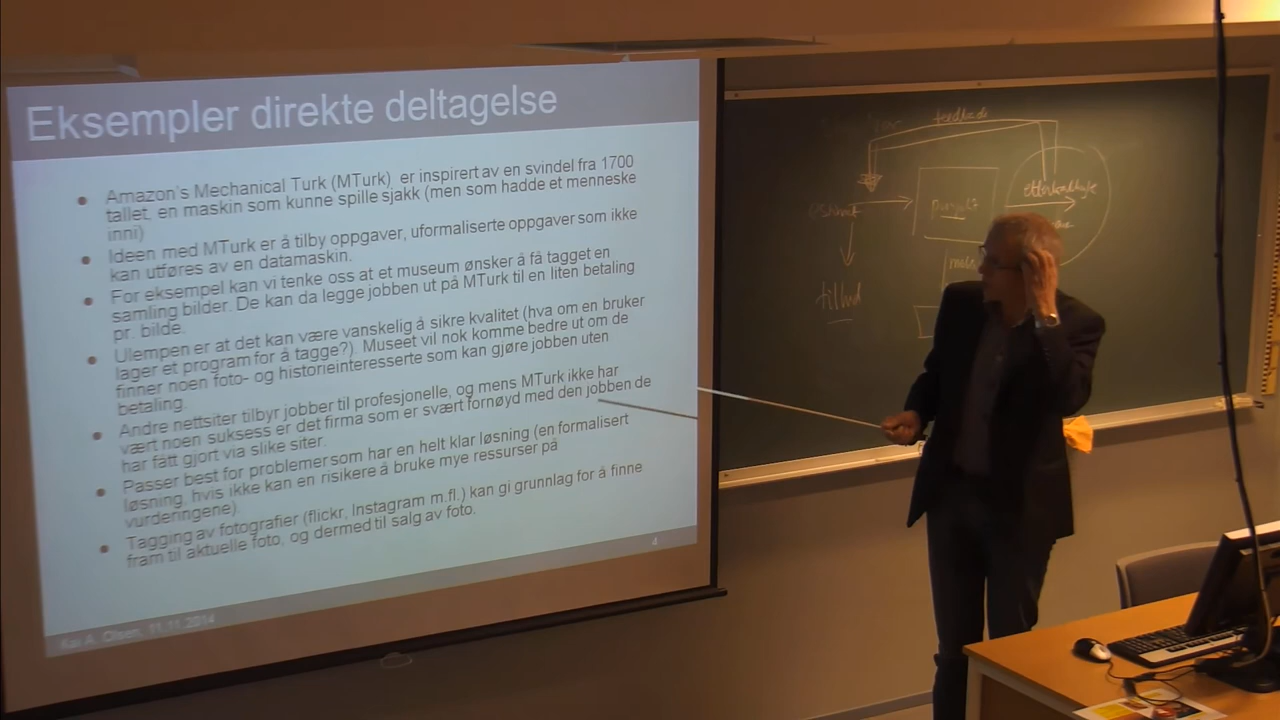 Eksempler direkte deltagelse
Amazon's Mechanical Turk (MTurk) er inspirert av en svindel fra 1700
tallet, en maskin som kunne spille sjakk (men som hadde et menneske
inni)
Ideen med MTurk er å tilby oppgaver, uformaliserte oppgaver som ikke
kan utføres av en datamaskin.
For eksempel kan vi tenke oss at et museum ønsker å få tagget en
samling bilder. De kan da legge jobben ut på MTurk til en liten betaling
pr. bilde.
Ulempen er at det kan være vanskelig å sikre kvalitet (hva om en bruker
lager et program for å tagge?). Museet vil nok komme bedre ut om de
finner noen foto- og historieinteresserte som kan gjøre jobben uten
betaling.
Andre nettsiter tilbyr jobber til profesjonelle, og mens MTurk ikke har
vært noen suksess er det firma som er svært fornøyd med den jobben de
har fått gjort via slike siter.
Passer best for problemer som har en helt klar løsning (en formalisert
løsning, hvis ikke kan en risikere å bruke mye ressurser på
vurderingene).
Tagging av fotografier (flickr, Instagram m.fl.) kan gi grunnlag for å finne
fram til aktuelle foto, og dermed til salg av foto.
4
Kai A. Olsen, 11.11.2014
tilbud